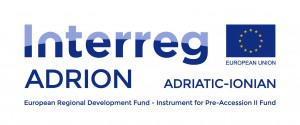 Interreg
EUROPEAN UNION
ADRION ADRIATIC-IONIAN
European Regional Development Fund - Instrument for Pre-Accession II Fund